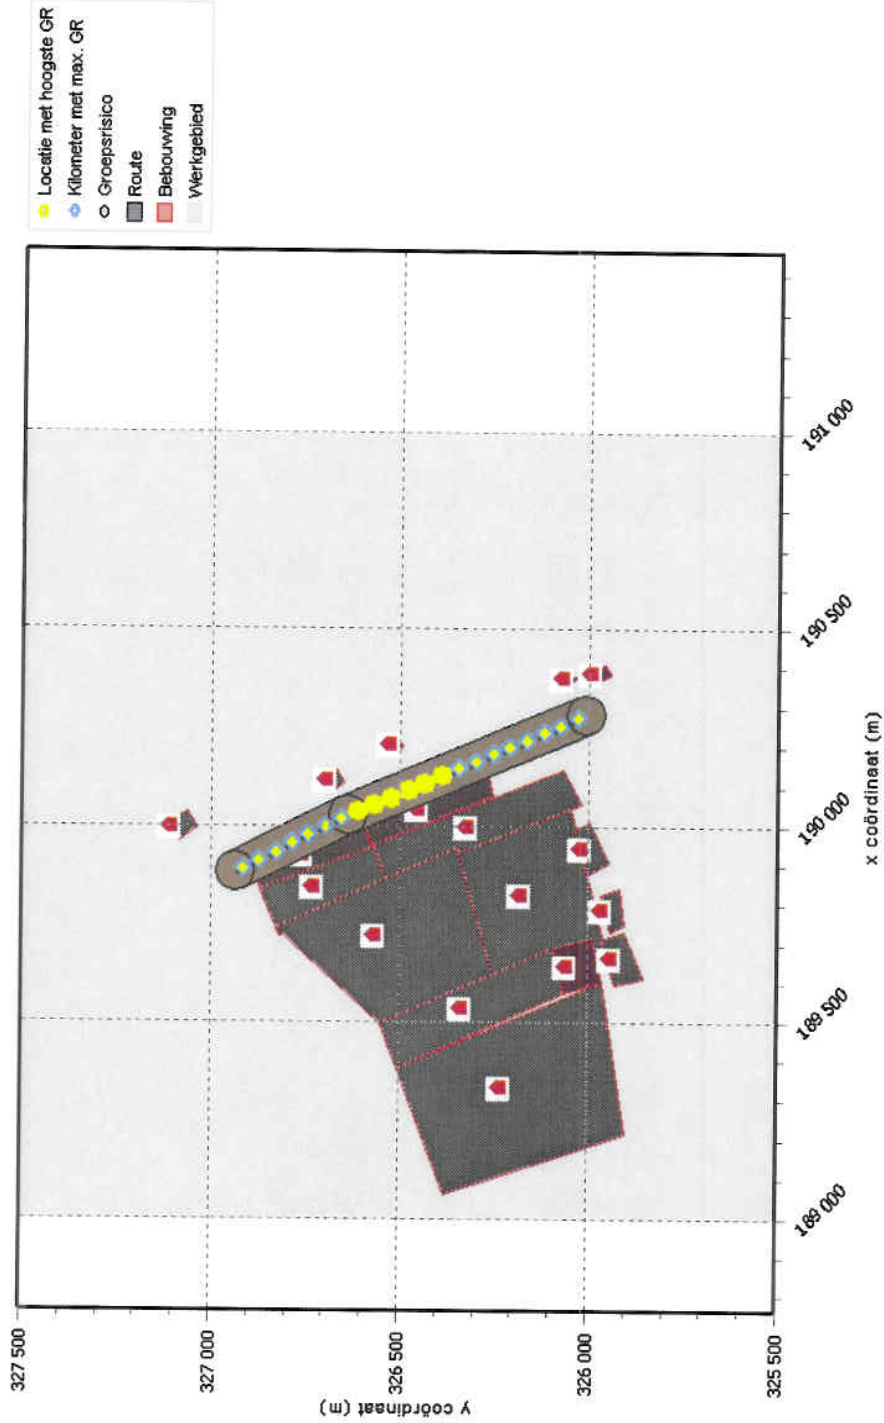 Locatie met hoogste GR
Kilometer met max. GR
Groepsrisico
Route
Bebouwing
Werkgebied
327 500
327 000
326 500
326 000
325 500
y coördinaat (m)
189 000
189 500
190 000
190 500
191 000
x coördinaat (m)